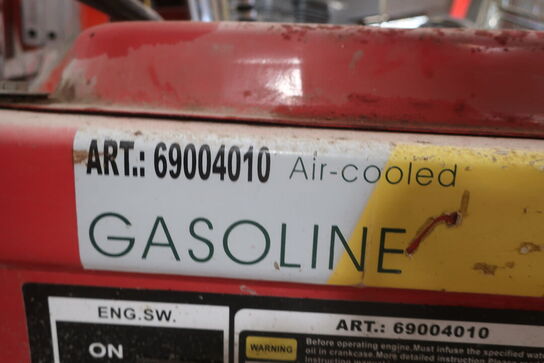 ART.: 69004010 Air-cooled
GASOLINE
ENG.SW.
ON
ART.: 69004010
WARNING
Before operating engine. Must infuse the specified
oil in crankcase. More detailed instruction